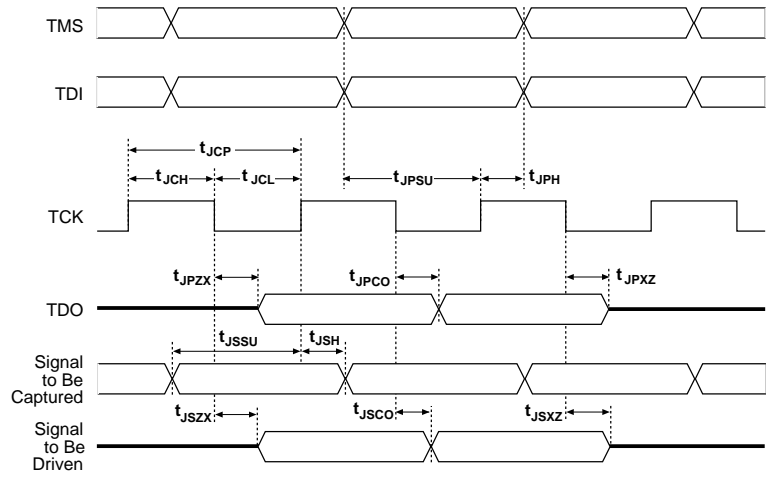 TMS
TDI
tJCP
tJCH
tJCL
tJPSU
tJPH
TCK
tJPZX
tJPCO
tJPXZ
TDO
tJSSU
tJSH
Signal
to Be
Captured
tJSZX
tJSCO
tJSXZ
Signal
to Be
Driven